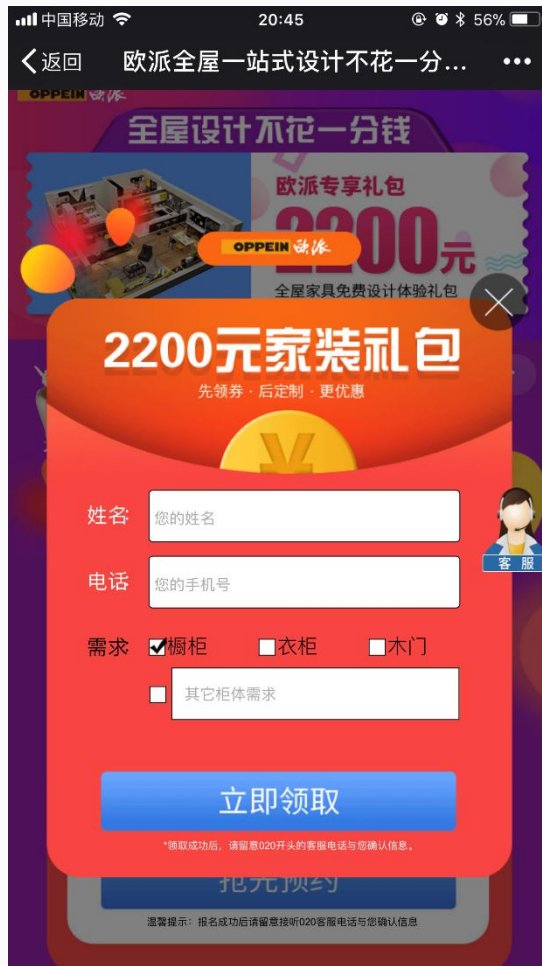 中国移动 20:45 56%
返回 欧派全屋一站式设计不花一分...
OPPEIN 欧派
全屋设计不花一分钱
欧派专享礼包
2200元
全屋家具免费设计体验礼包
OPPEIN 欧派
2200元家装礼包
先领券 · 后定制 · 更优惠
¥
姓名 您的姓名
客服
电话 您的手机号
需求 橱柜 衣柜 木门
其它柜体需求
立即领取
*领取成功后，请留意020开头的客服电话与您确认信息。
抢先预约
温馨提示：报名成功后请留意接听020客服电话与您确认信息